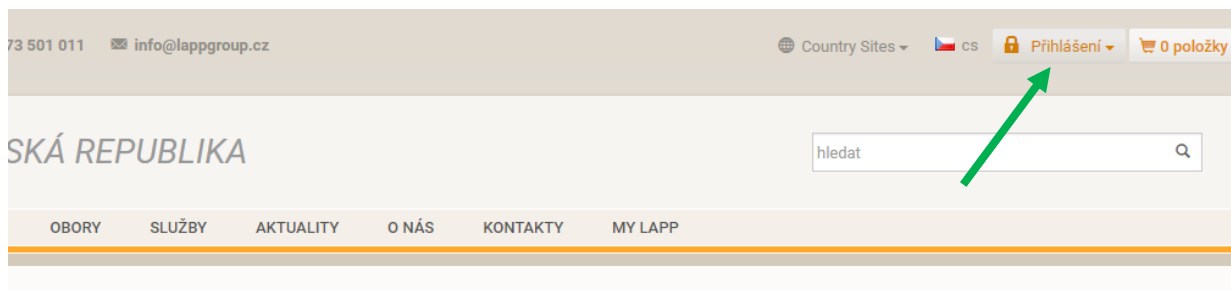 73 501 011 info@lappgroup.cz Country Sites cs Přihlášení 0 položky
SKÁ REPUBLIKA hledat
OBORY SLUŽBY AKTUALITY O NÁS KONTAKTY MY LAPP